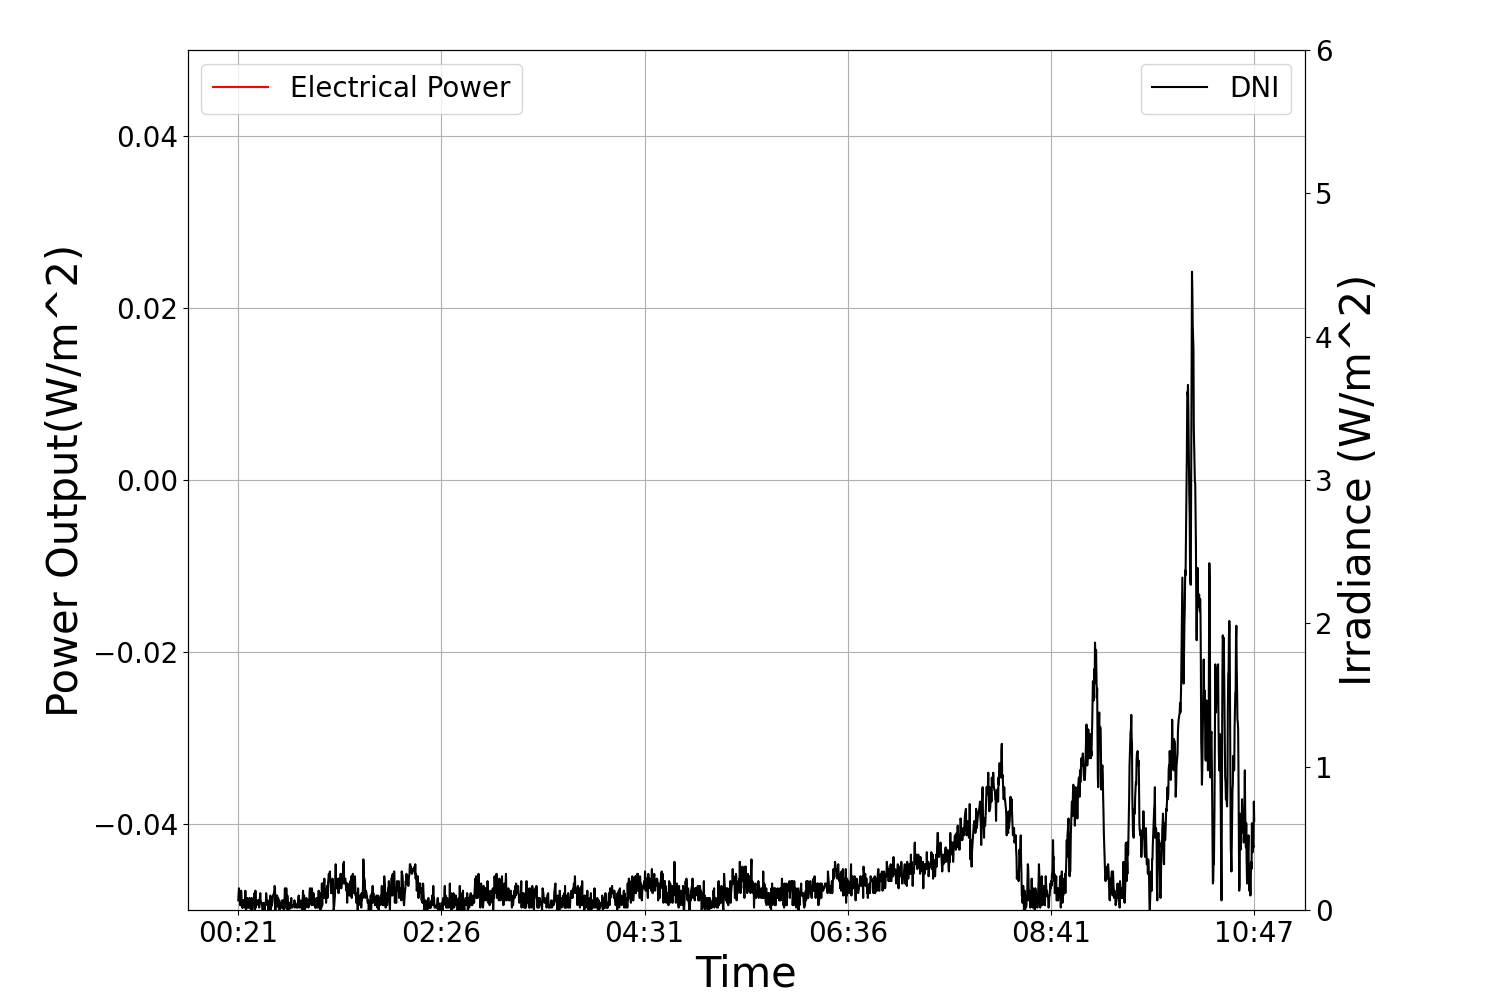 Electrical Power
DNI
6
0.04
5
0.02
4
0.00
3
−0.02
2
−0.04
1
0
Power Output(W/m^2)
Irradiance (W/m^2)
00:21 02:26 04:31 06:36 08:41 10:47
Time